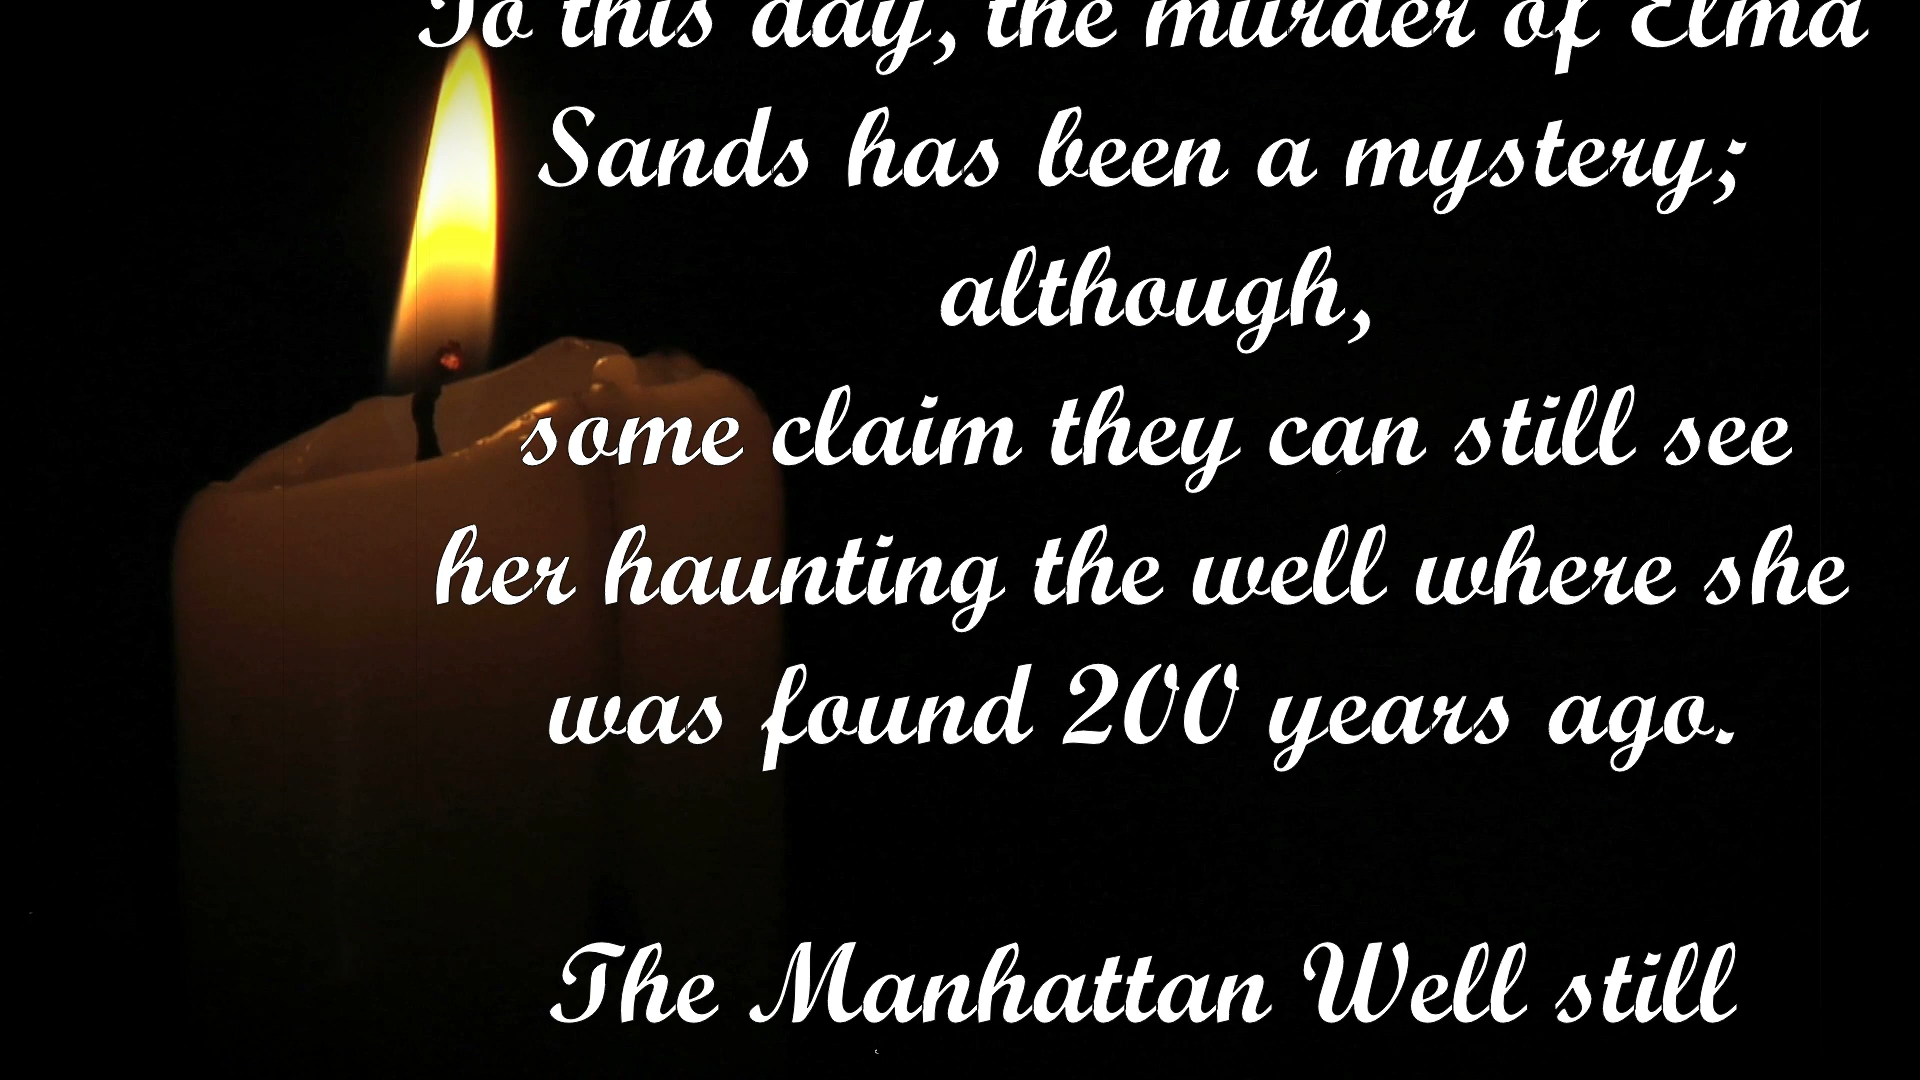 To this day, the murder of Elma
Sands has been a mystery;
although,
some claim they can still see
her haunting the well where she
was found 200 years ago.
The Manhattan Well still